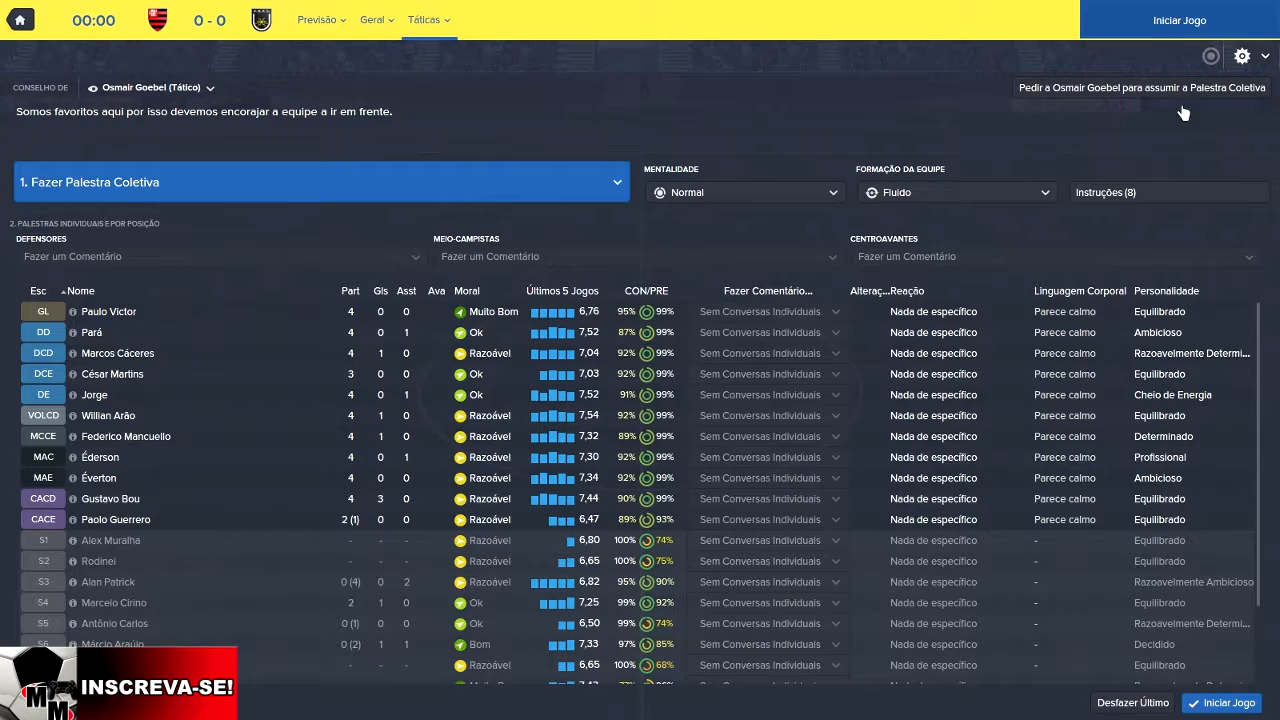 00:00 0 - 0 Previsão Geral Táticas Iniciar Jogo
CONSELHO DE Osmair Goebel (Tático) Pedir a Osmair Goebel para assumir a Palestra Coletiva
Somos favoritos aqui por isso devemos encorajar a equipe a ir em frente.
1. Fazer Palestra Coletiva
MENTALIDADE FORMAÇÃO DA EQUIPE
Normal Fluido Instruções (8)
2. PALESTRAS INDIVIDUAIS E POR POSIÇÃO
DEFENSORES MEIO-CAMPISTAS CENTROAVANTES
Fazer um Comentário Fazer um Comentário Fazer um Comentário
Esc Nome Part Gls Asst Ava Moral Últimos 5 Jogos CON/PRE Fazer Comentário... Alteraç... Reação Linguagem Corporal Personalidade
GL Paulo Victor 4 0 0 Muito Bom 6,76 95% 99% Sem Conversas Individuais Nada de específico Parece calmo Equilibrado
DD Pará 4 0 1 Ok 7,52 87% 99% Sem Conversas Individuais Nada de específico Parece calmo Ambicioso
DCD Marcos Cáceres 4 1 0 Razoável 7,04 92% 99% Sem Conversas Individuais Nada de específico Parece calmo Razoavelmente Determi...
DCE César Martins 3 0 0 Ok 7,03 92% 99% Sem Conversas Individuais Nada de específico Parece calmo Equilibrado
DE Jorge 4 0 1 Ok 7,52 91% 99% Sem Conversas Individuais Nada de específico Parece calmo Cheio de Energia
VOLCD Willian Arão 4 1 0 Razoável 7,54 92% 99% Sem Conversas Individuais Nada de específico Parece calmo Equilibrado
MCCE Federico Mancuello 4 1 0 Razoável 7,32 89% 99% Sem Conversas Individuais Nada de específico Parece calmo Determinado
MAC Éderson 4 0 1 Razoável 7,30 92% 99% Sem Conversas Individuais Nada de específico Parece calmo Profissional
MAE Éverton 4 0 0 Razoável 7,34 92% 99% Sem Conversas Individuais Nada de específico Parece calmo Ambicioso
CACD Gustavo Bou 4 3 0 Razoável 7,44 90% 99% Sem Conversas Individuais Nada de específico Parece calmo Equilibrado
CACE Paolo Guerrero 2 (1) 0 0 Razoável 6,47 89% 93% Sem Conversas Individuais Nada de específico Parece calmo Equilibrado
S1 Alex Muralha - - - Razoável 6,80 100% 74% Sem Conversas Individuais Nada de específico - Equilibrado
S2 Rodinei - - - Razoável 6,65 100% 75% Sem Conversas Individuais Nada de específico - Equilibrado
S3 Alan Patrick 0 (4) 0 2 Razoável 6,82 95% 90% Sem Conversas Individuais Nada de específico - Razoavelmente Ambicioso
S4 Marcelo Cirino 2 1 0 Ok 7,25 99% 92% Sem Conversas Individuais Nada de específico - Equilibrado
S5 Antônio Carlos 0 (1) 0 0 Ok 6,50 99% 74% Sem Conversas Individuais Nada de específico - Razoavelmente Determi...
S6 Márcio Araújo 0 (2) 1 1 Bom 7,33 97% 85% Sem Conversas Individuais Nada de específico - Decidido
- - - Razoável 6,65 100% 68% Sem Conversas Individuais Nada de específico - Equilibrado
MM INSCREVA-SE!
Desfazer Último Iniciar Jogo